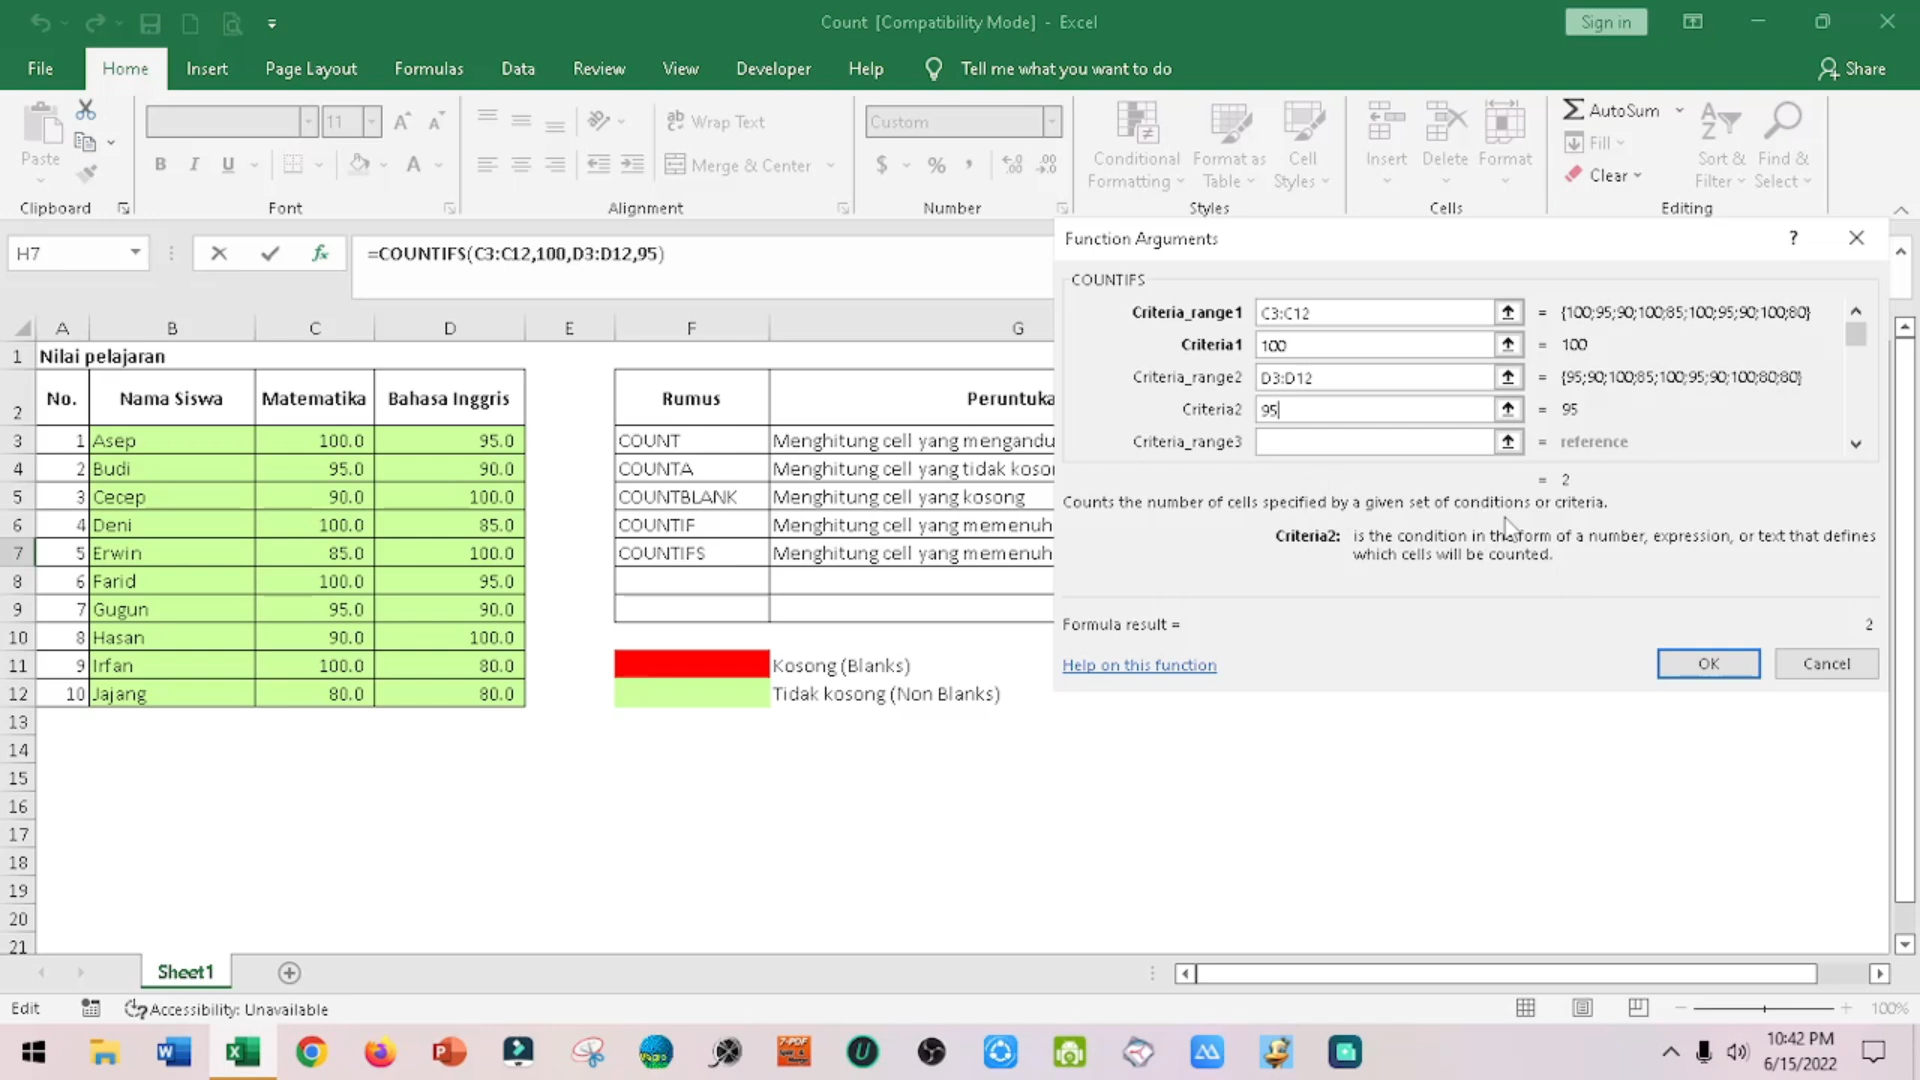 Count [Compatibility Mode] - Excel
Sign in
File Home Insert Page Layout Formulas Data Review View Developer Help Tell me what you want to do Share
Paste
11
B I U
Wrap Text
Merge & Center
Custom
$ %
Conditional Formatting
Format as Table
Cell Styles
Insert Delete Format
AutoSum
Fill
Clear
Sort & Filter
Find & Select
Clipboard Font Alignment Number Styles Cells Editing
H7 fx =COUNTIFS(C3:C12,100,D3:D12,95)
A B C D E F G
1 Nilai pelajaran
2 No. Nama Siswa Matematika Bahasa Inggris Rumus Peruntuka
3 1 Asep 100.0 95.0 COUNT Menghitung cell yang mengandu
4 2 Budi 95.0 90.0 COUNTA Menghitung cell yang tidak koson
5 3 Cecep 90.0 100.0 COUNTBLANK Menghitung cell yang kosong
6 4 Deni 100.0 85.0 COUNTIF Menghitung cell yang memenuh
7 5 Erwin 85.0 100.0 COUNTIFS Menghitung cell yang memenuh
8 6 Farid 100.0 95.0
9 7 Gugun 95.0 90.0
10 8 Hasan 90.0 100.0
11 9 Irfan 100.0 80.0 Kosong (Blanks)
12 10 Jajang 80.0 80.0 Tidak kosong (Non Blanks)
13
14
15
16
17
18
19
20
21
Function Arguments ?
COUNTIFS
Criteria_range1 C3:C12 = {100;95;90;100;85;100;95;90;100;80}
Criteria1 100 = 100
Criteria_range2 D3:D12 = {95;90;100;85;100;95;90;100;80;80}
Criteria2 95 = 95
Criteria_range3 = reference
= 2
Counts the number of cells specified by a given set of conditions or criteria.
Criteria2: is the condition in the form of a number, expression, or text that defines
which cells will be counted.
Formula result = 2
Help on this function
OK Cancel
Sheet1
Edit Accessibility: Unavailable 100%
10:42 PM
6/15/2022